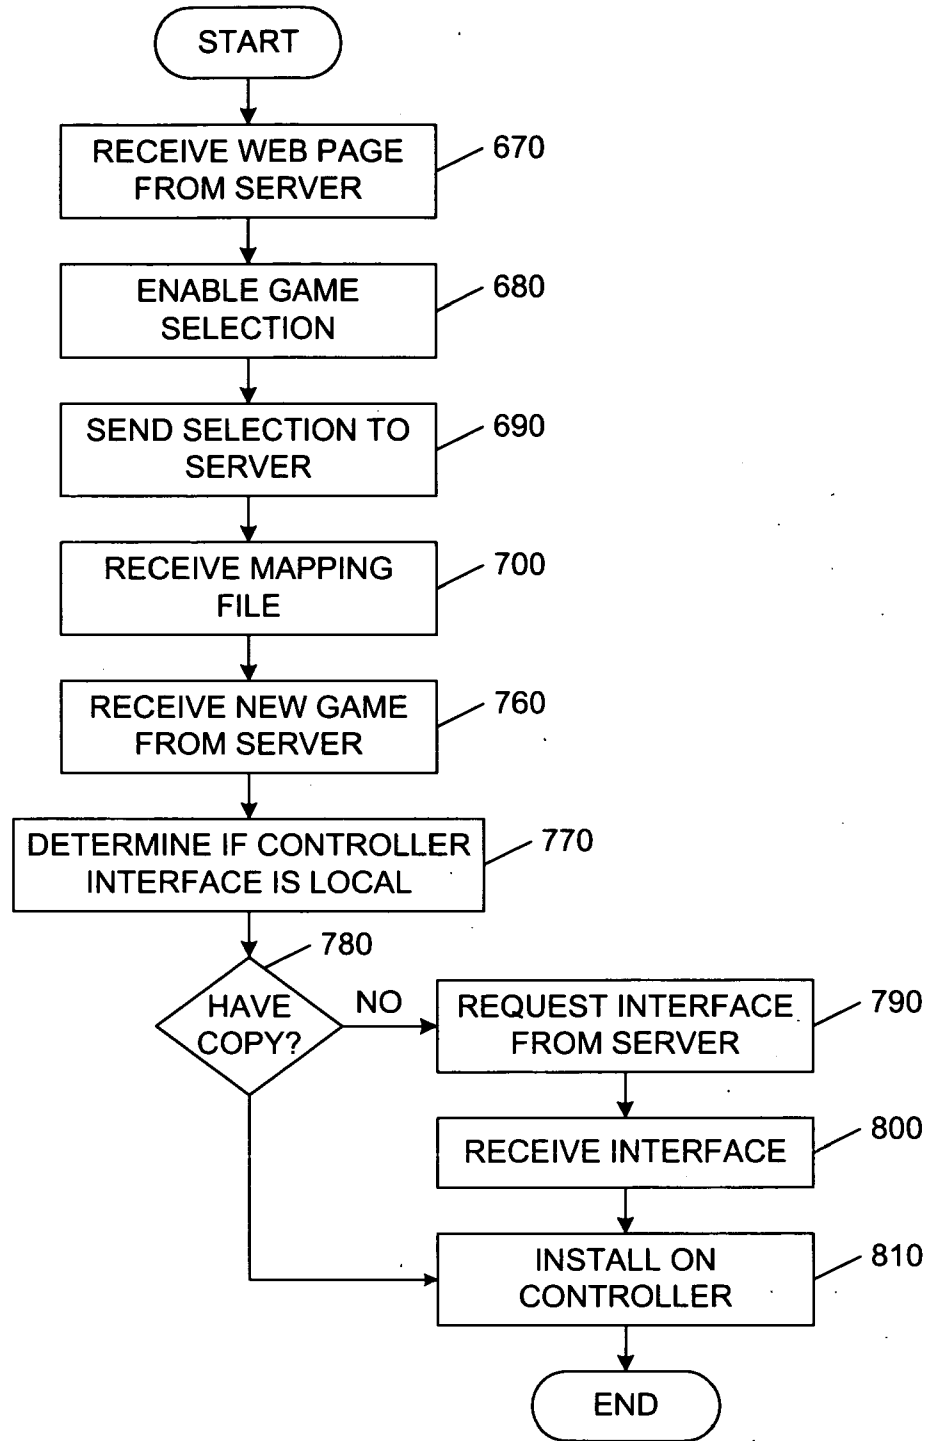 START
RECEIVE WEB PAGE
FROM SERVER
670
ENABLE GAME
SELECTION
680
SEND SELECTION TO
SERVER
690
RECEIVE MAPPING
FILE
700
RECEIVE NEW GAME
FROM SERVER
760
DETERMINE IF CONTROLLER
INTERFACE IS LOCAL
770
780
HAVE
COPY?
NO
REQUEST INTERFACE
FROM SERVER
790
RECEIVE INTERFACE
800
INSTALL ON
CONTROLLER
810
END